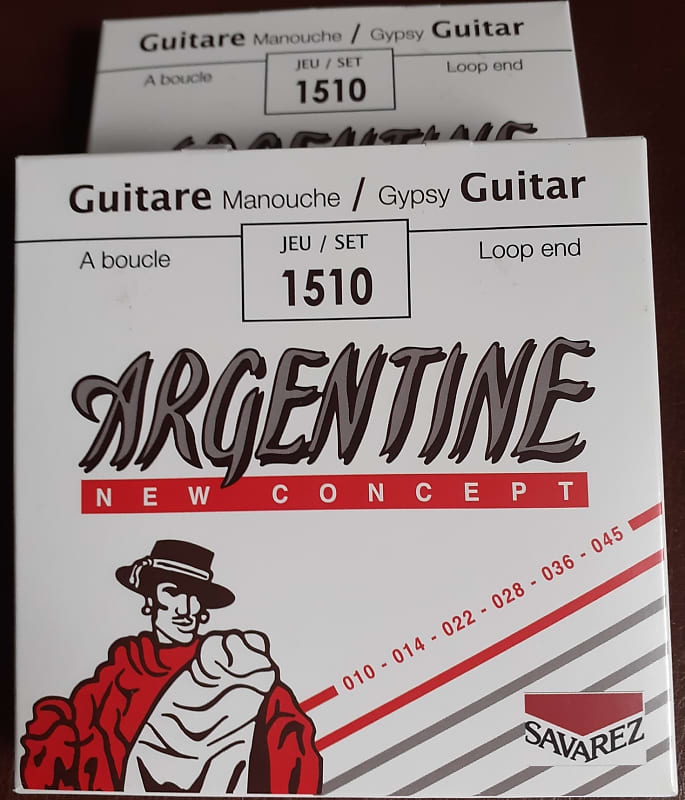 Guitare Manouche / Gypsy Guitar
A boucle
JEU / SET
1510
Loop end
ARGENTINE
Guitare Manouche / Gypsy Guitar
A boucle
JEU / SET
1510
Loop end
ARGENTINE
NEW CONCEPT
010 - 014 - 022 - 028 - 036 - 045
SAVAREZ